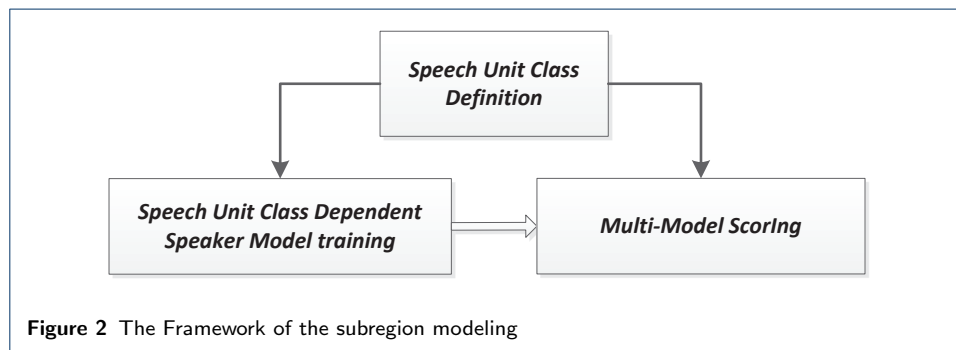 Speech Unit Class
Definition
Speech Unit Class Dependent
Speaker Model training
Multi-Model ScorIng
Figure 2 The Framework of the subregion modeling